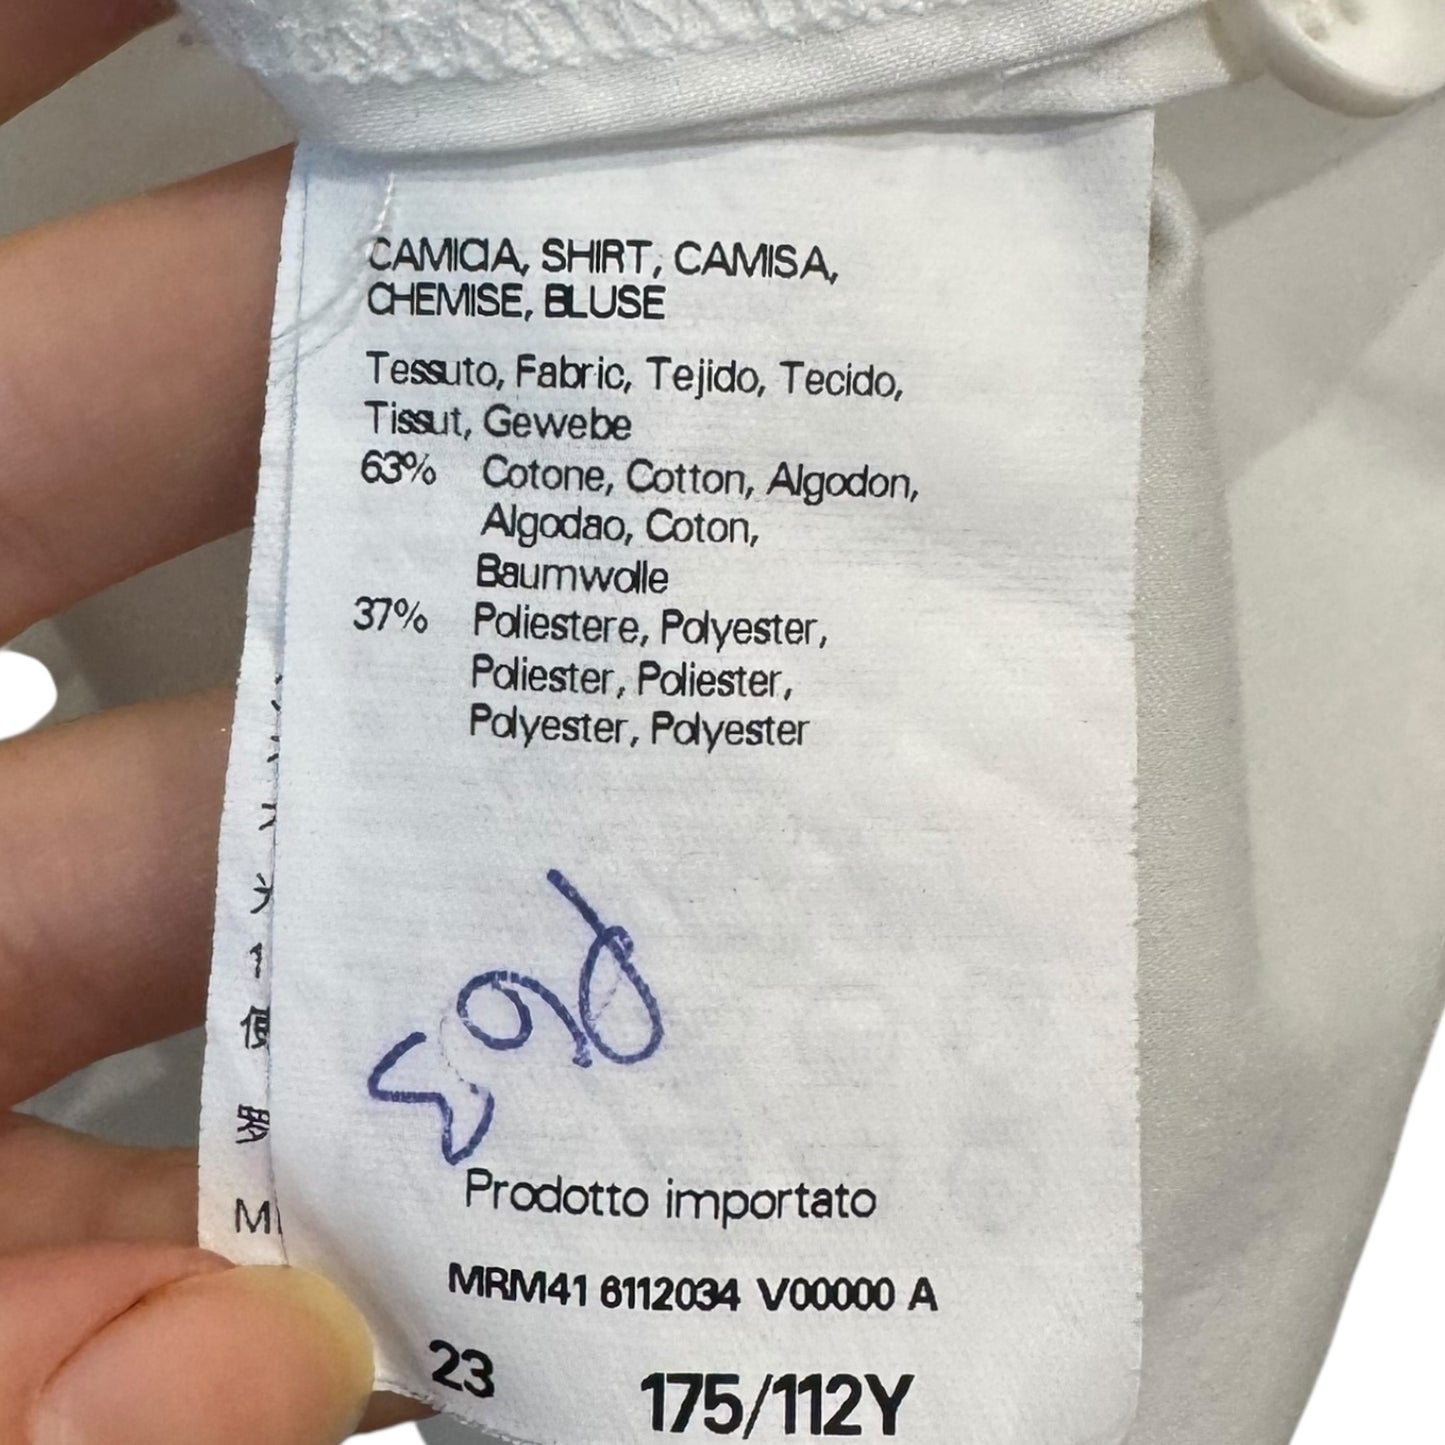 CAMICIA, SHIRT, CAMISA,
CHEMISE, BLUSE
Tessuto, Fabric, Tejido, Tecido,
Tissut, Gewebe
63% Cotone, Cotton, Algodon,
Algodao, Coton,
Baumwolle
37% Poliestere, Polyester,
Poliester, Poliester,
Polyester, Polyester
Prodotto importato
MRM41 6112034 V00000 A
23 175/112Y